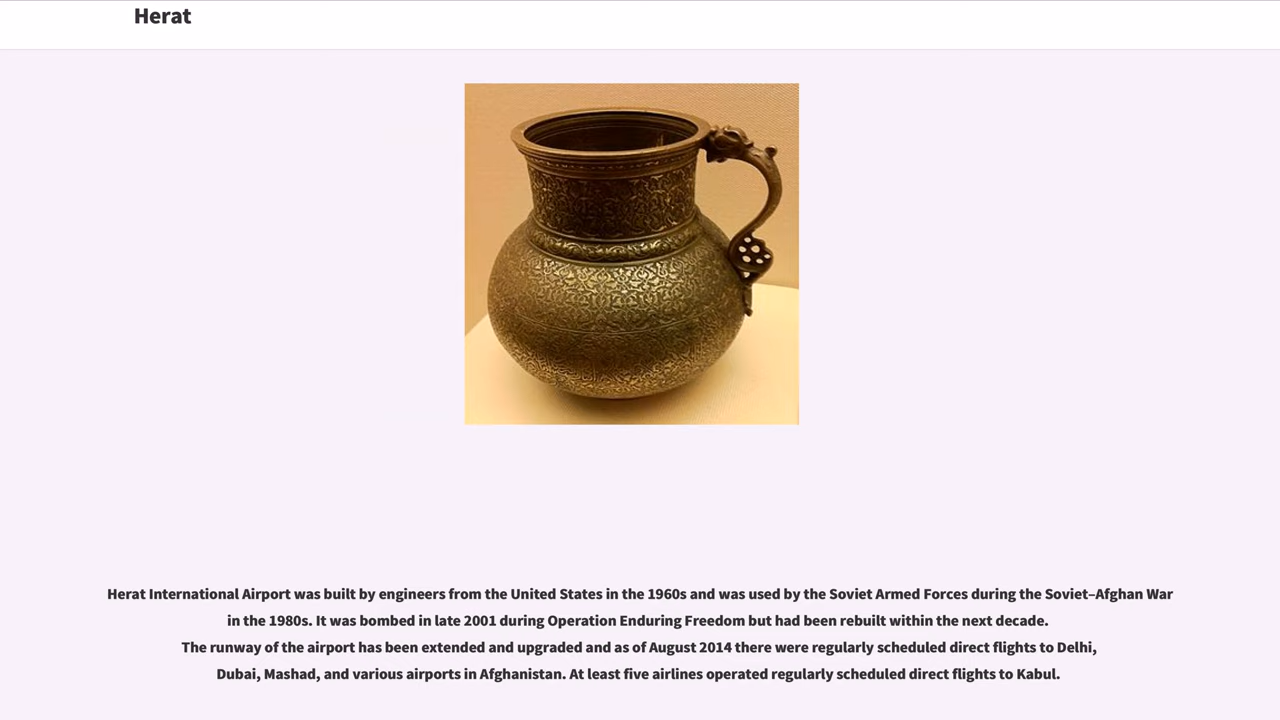 Herat
Herat International Airport was built by engineers from the United States in the 1960s and was used by the Soviet Armed Forces during the Soviet–Afghan War
in the 1980s. It was bombed in late 2001 during Operation Enduring Freedom but had been rebuilt within the next decade.
The runway of the airport has been extended and upgraded and as of August 2014 there were regularly scheduled direct flights to Delhi,
Dubai, Mashad, and various airports in Afghanistan. At least five airlines operated regularly scheduled direct flights to Kabul.